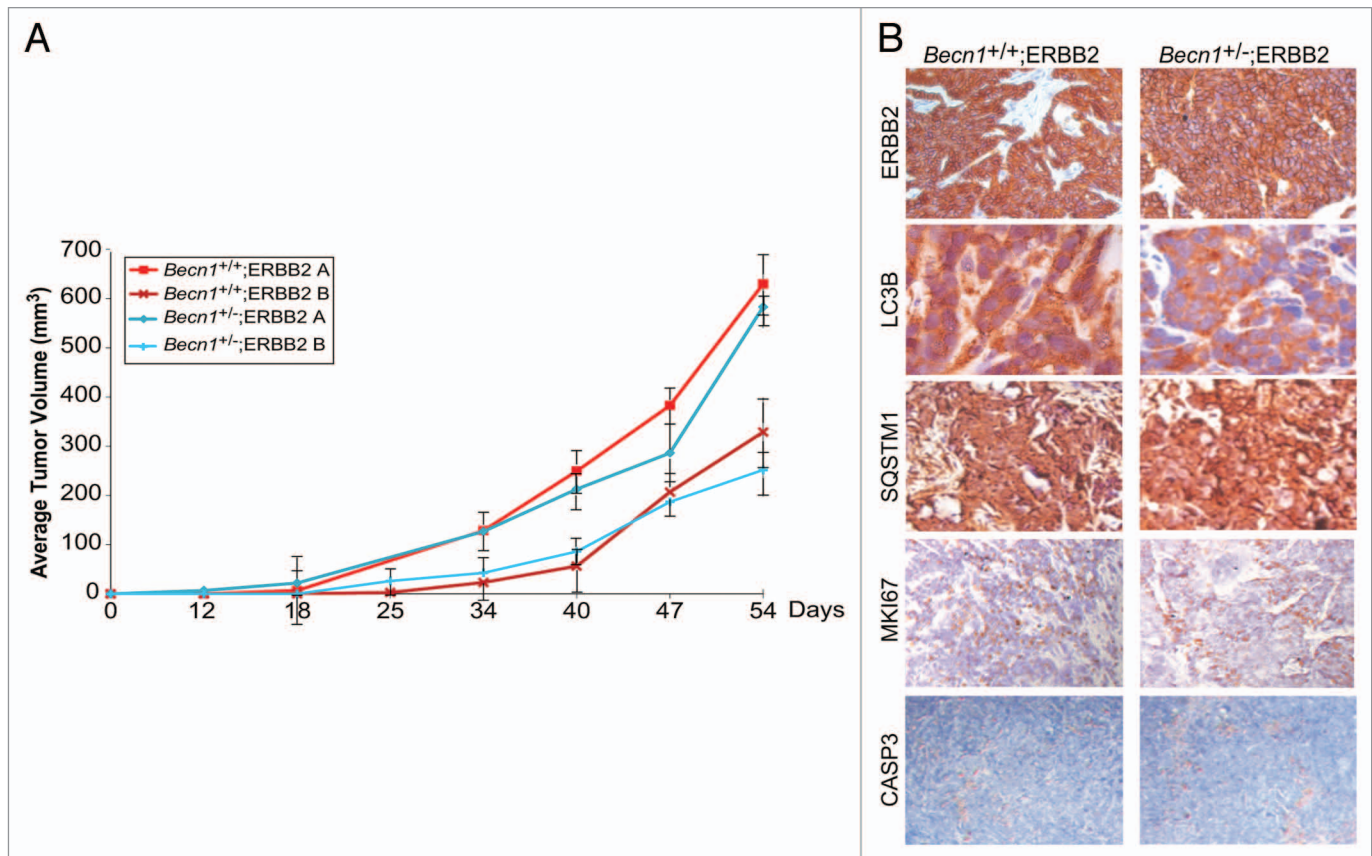 A
Average Tumor Volume (mm³)
700
600
500
400
300
200
100
0
Becn1+/+;ERBB2 A
Becn1+/+;ERBB2 B
Becn1+/-;ERBB2 A
Becn1+/-;ERBB2 B
0 12 18 25 34 40 47 54 Days
B
Becn1+/+;ERBB2 Becn1+/-;ERBB2
ERBB2
LC3B
SQSTM1
MKI67
CASP3